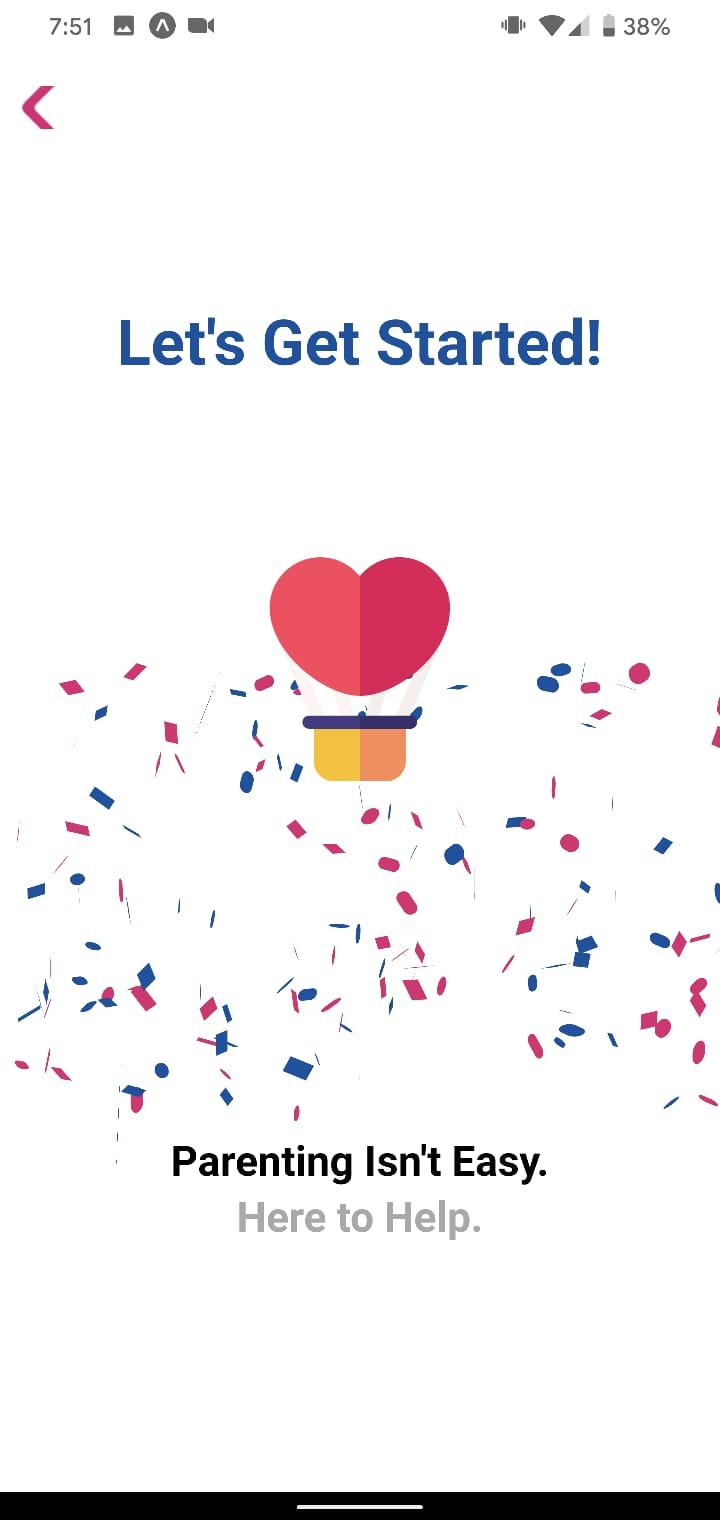 7:51 38%
Let's Get Started!
Parenting Isn't Easy.
Here to Help.